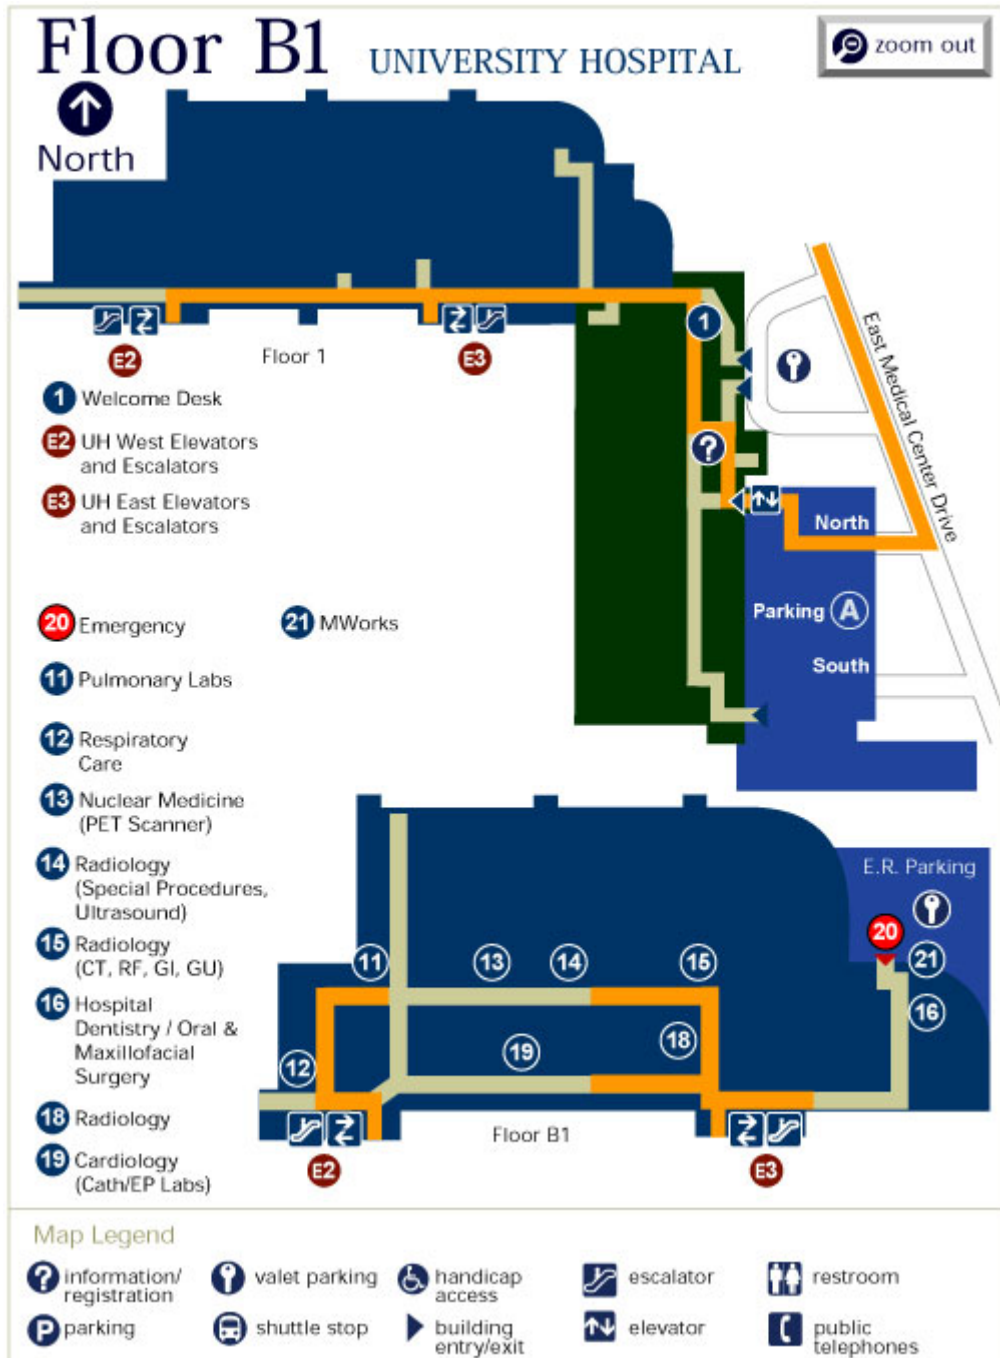 Floor B1 UNIVERSITY HOSPITAL
zoom out
North
1
East Medical Center Drive
E2
Floor 1
E3
1 Welcome Desk
E2 UH West Elevators
and Escalators
E3 UH East Elevators
and Escalators
?
North
Parking A
South
20 Emergency
21 MWorks
11 Pulmonary Labs
12 Respiratory
Care
13 Nuclear Medicine
(PET Scanner)
14 Radiology
(Special Procedures,
Ultrasound)
15 Radiology
(CT, RF, GI, GU)
16 Hospital
Dentistry / Oral &
Maxillofacial
Surgery
18 Radiology
19 Cardiology
(Cath/EP Labs)
E.R. Parking
20
11 13 14 15 21
16
18
19
12
Floor B1
E2 E3
Map Legend
? information/
registration
valet parking
handicap
access
escalator
restroom
P parking
shuttle stop
building
entry/exit
elevator
public
telephones